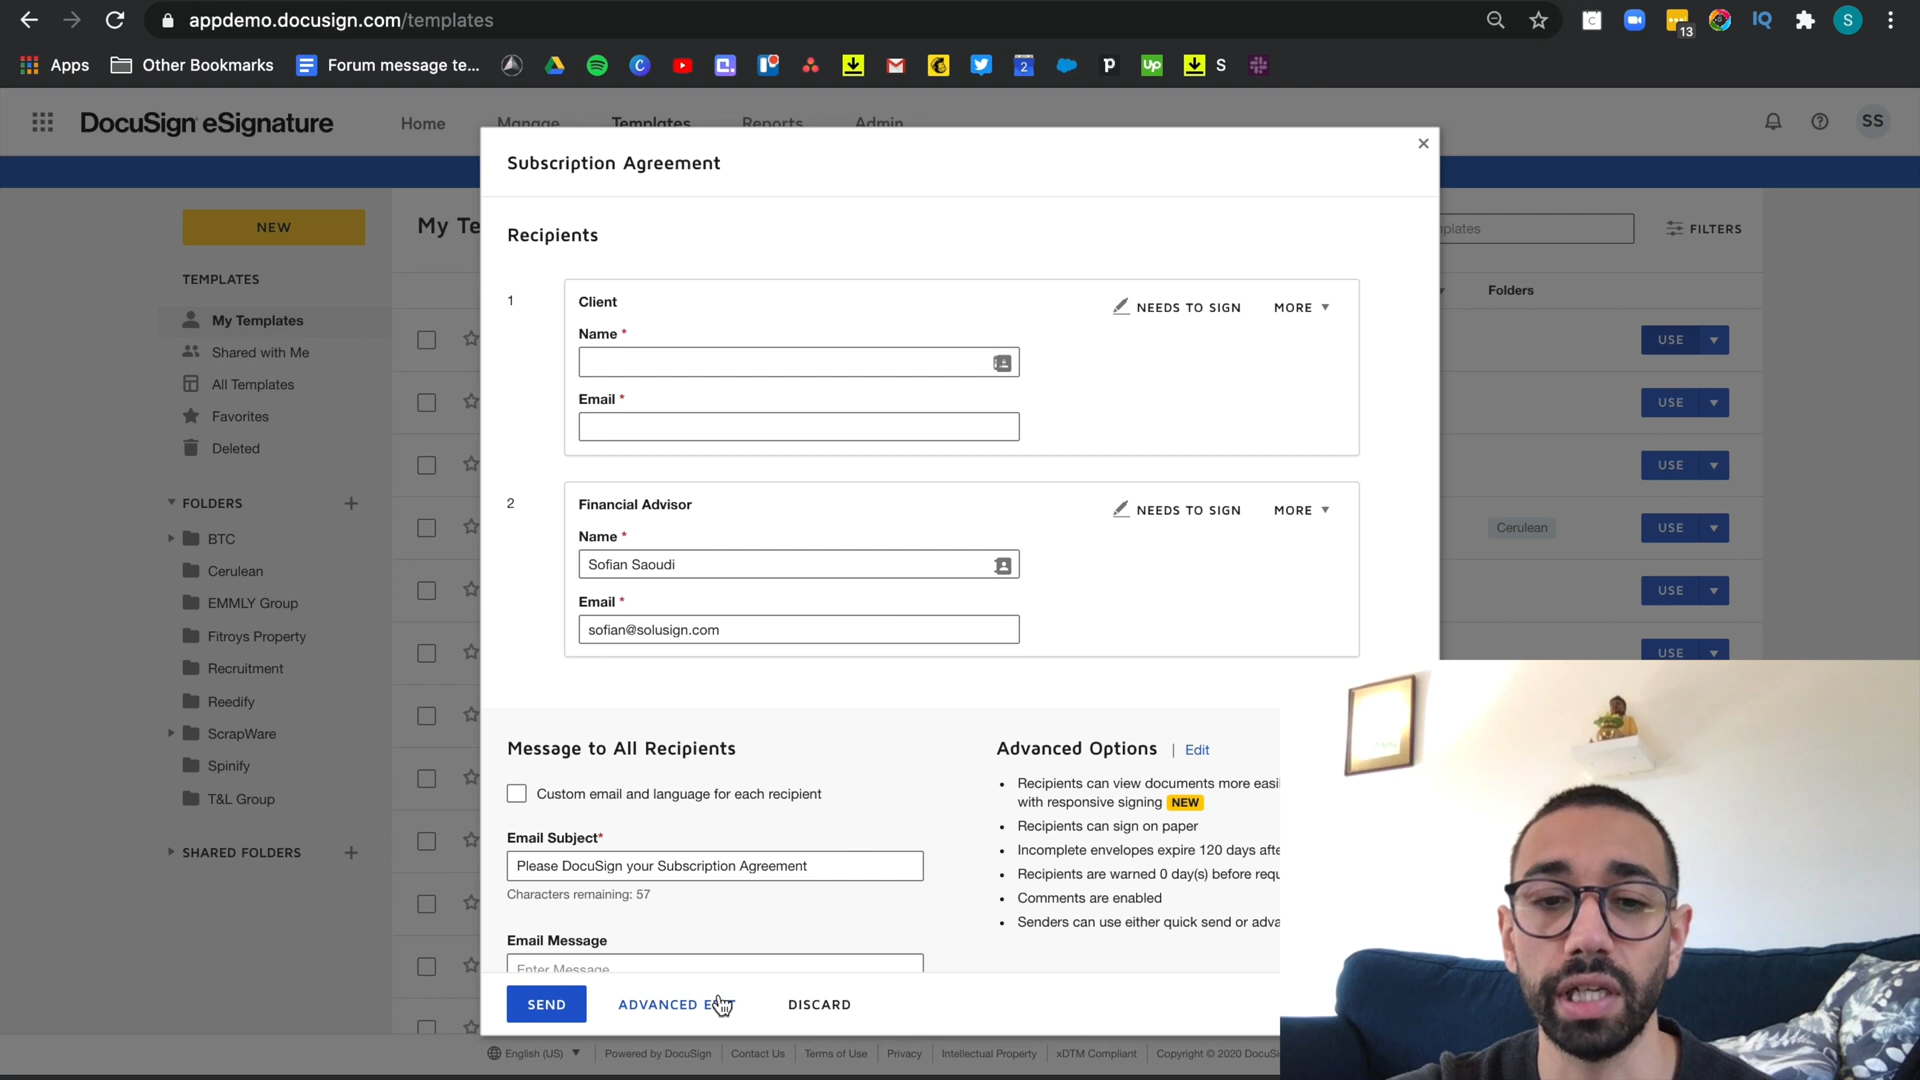 appdemo.docusign.com/templates
13
S
Apps
Other Bookmarks
Forum message te...
2
S
DocuSign eSignature
Home
Manage
Templates
Reports
Admin
SS
Subscription Agreement
NEW
My Te
FILTERS
Recipients
TEMPLATES
Folders
1
Client
NEEDS TO SIGN
MORE
My Templates
Name *
USE
Shared with Me
All Templates
Email *
USE
Favorites
Deleted
USE
2
Financial Advisor
NEEDS TO SIGN
MORE
FOLDERS
Name *
Cerulean
USE
BTC
Sofian Saoudi
Cerulean
Email *
USE
EMMLY Group
sofian@solusign.com
Fitroys Property
USE
Recruitment
Reedify
ScrapWare
Message to All Recipients
Advanced Options | Edit
Spinify
Recipients can view documents more easil
with responsive signing NEW
Custom email and language for each recipient
T&L Group
Recipients can sign on paper
Email Subject*
Incomplete envelopes expire 120 days afte
SHARED FOLDERS
Please DocuSign your Subscription Agreement
Recipients are warned 0 day(s) before requ
Characters remaining: 57
Comments are enabled
Senders can use either quick send or adva
Email Message
Enter Message
SEND
ADVANCED
DISCARD
English (US)
Powered by DocuSign
Contact Us
Terms of Use
Privacy
Intellectual Property
xDTM Compliant
Copyright © 2020 DocuSi